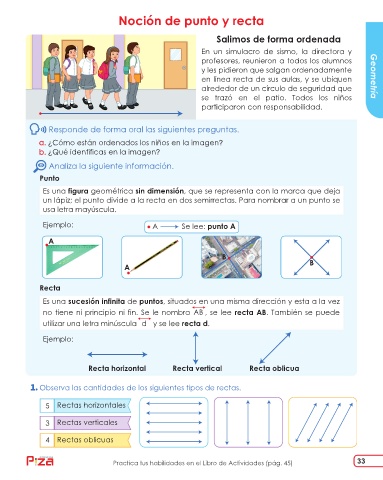 Noción de punto y recta
Salimos de forma ordenada
En un simulacro de sismo, la directora y
profesores, reunieron a todos los alumnos
y les pidieron que salgan ordenadamente
en línea recta de sus aulas, y se ubiquen
alrededor de un círculo de seguridad que
se trazó en el patio. Todos los niños
participaron con responsabilidad.
Geometría
Responde de forma oral las siguientes preguntas.
a. ¿Cómo están ordenados los niños en la imagen?
b. ¿Qué identificas en la imagen?
Analiza la siguiente información.
Punto
Es una figura geométrica sin dimensión, que se representa con la marca que deja
un lápiz; el punto divide a la recta en dos semirrectas. Para nombrar a un punto se
usa letra mayúscula.
Ejemplo:
A
Se lee: punto A
A
A
B
Recta
Es una sucesión infinita de puntos, situados en una misma dirección y esta a la vez
no tiene ni principio ni fin. Se le nombra AB, se lee recta AB. También se puede
utilizar una letra minúscula d y se lee recta d.
Ejemplo:
Recta horizontal
Recta vertical
Recta oblicua
1. Observa las cantidades de los siguientes tipos de rectas.
5 Rectas horizontales
3 Rectas verticales
4 Rectas oblicuas
Practica tus habilidades en el Libro de Actividades (pág. 45)
33